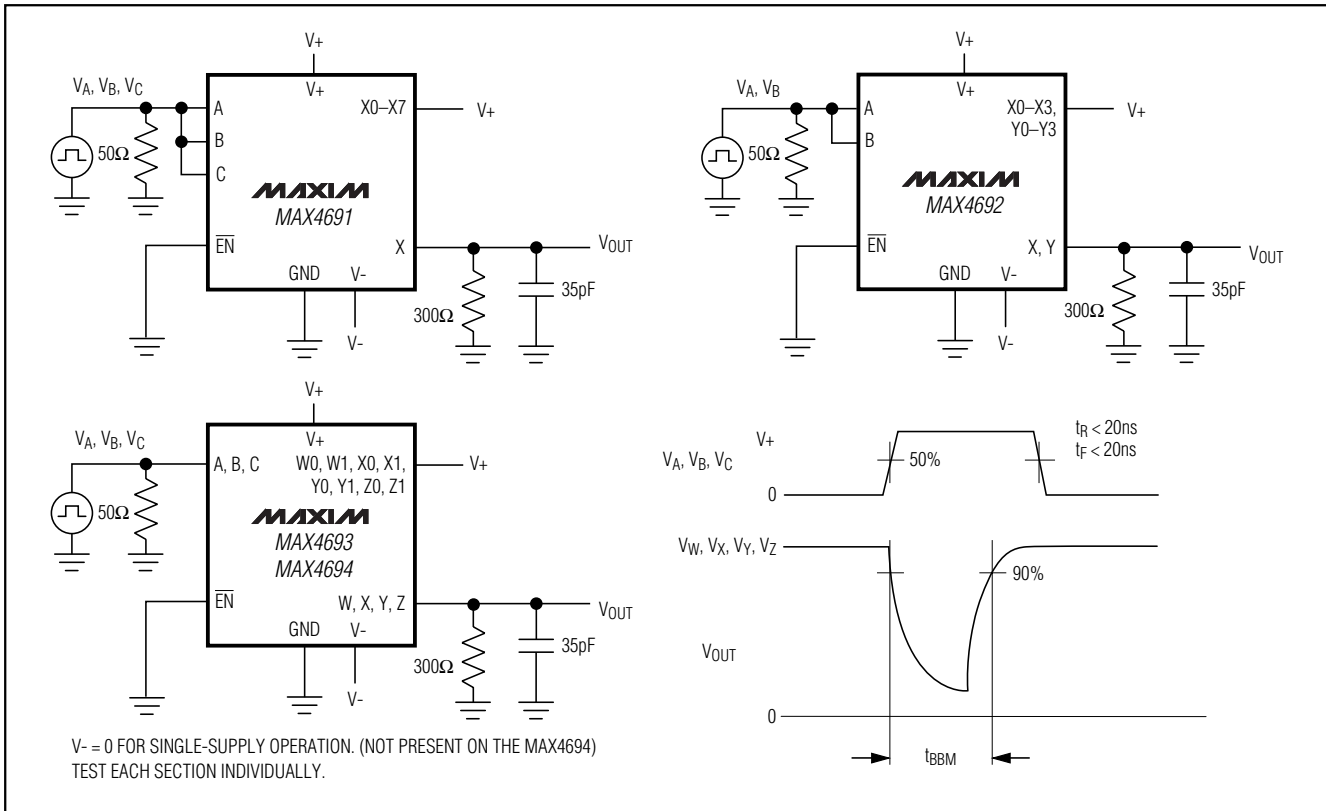 V+
VA, VB, VC
V+
A
X0–X7
V+
B
50Ω
C
MAXIM
MAX4691
EN
X
VOUT
GND
V-
35pF
300Ω
V-
V+
VA, VB
V+
A
X0–X3,
Y0–Y3
V+
B
50Ω
MAXIM
MAX4692
EN
X, Y
VOUT
GND
V-
35pF
300Ω
V-
V+
VA, VB, VC
V+
A, B, C
W0, W1, X0, X1,
Y0, Y1, Z0, Z1
V+
50Ω
MAXIM
MAX4693
MAX4694
EN
W, X, Y, Z
VOUT
GND
V-
35pF
300Ω
V-
V- = 0 FOR SINGLE-SUPPLY OPERATION. (NOT PRESENT ON THE MAX4694)
TEST EACH SECTION INDIVIDUALLY.
V+
tR < 20ns
tF < 20ns
VA, VB, VC
50%
0
VW, VX, VY, VZ
90%
VOUT
0
tBBM